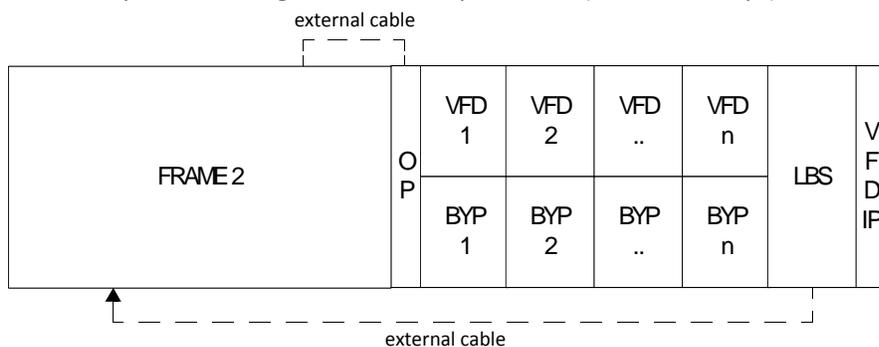 external cable
FRAME 2
O
P
VFD
1
VFD
2
VFD
..
VFD
n
BYP
1
BYP
2
BYP
..
BYP
n
LBS
V
F
D
IP
external cable